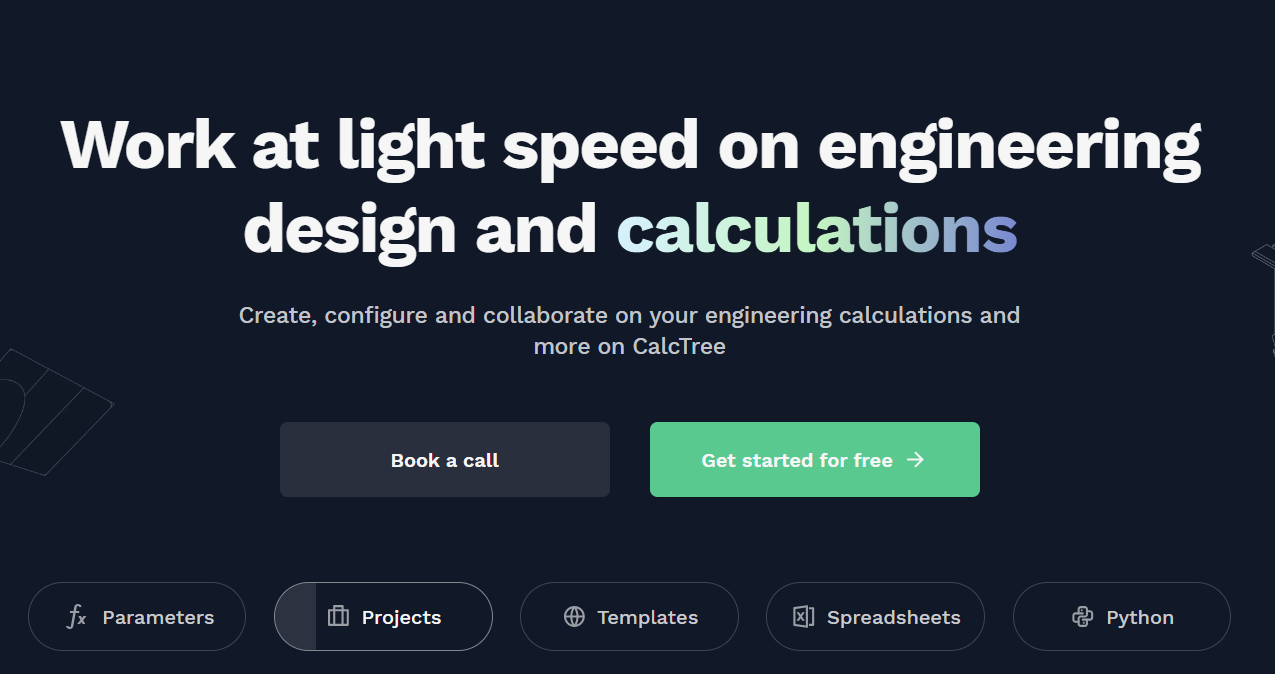 Work at light speed on engineering
design and calculations
Create, configure and collaborate on your engineering calculations and
more on CalcTree
Book a call
Get started for free
Parameters
Projects
Templates
Spreadsheets
Python